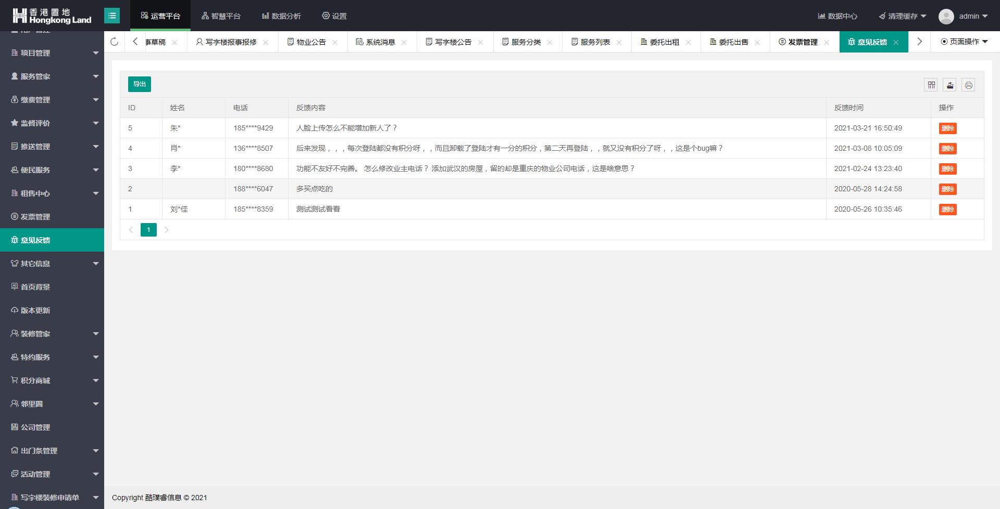 香港置地
Hongkong Land
运营平台
智慧平台
数据分析
设置
数据中心
清理缓存
admin
事草稿
写字楼报事报修
物业公告
系统消息
写字楼公告
服务分类
服务列表
委托出租
委托出售
发票管理
意见反馈
页面操作
项目管理
服务管家
缴费管理
监督评价
推送管理
便民服务
租售中心
发票管理
意见反馈
其它信息
首页背景
版本更新
装修管家
特约服务
积分商城
邻里圈
公司管理
出门条管理
活动管理
写字楼装修申请单
导出
ID 姓名 电话 反馈内容 反馈时间 操作
5 朱* 185****9429 人脸上传怎么不能增加新人了？ 2021-03-21 16:50:49 删除
4 肖* 136****8507 后来发现，，，每次登陆都没有积分呀，，而且卸载了登陆才有一分的积分，第二天再登陆，，就又没有积分了呀，，这是个bug嘛？ 2021-03-08 10:05:09 删除
3 李* 180****8680 功能不友好不完善。 怎么修改业主电话？ 添加武汉的房屋，留的却是重庆的物业公司电话，这是啥意思？ 2021-02-24 13:23:40 删除
2 188****6047 多买点吃的 2020-05-28 14:24:58 删除
1 刘*佳 185****8359 测试测试看看 2020-05-26 10:35:46 删除
1
Copyright 酷璞睿信息 © 2021